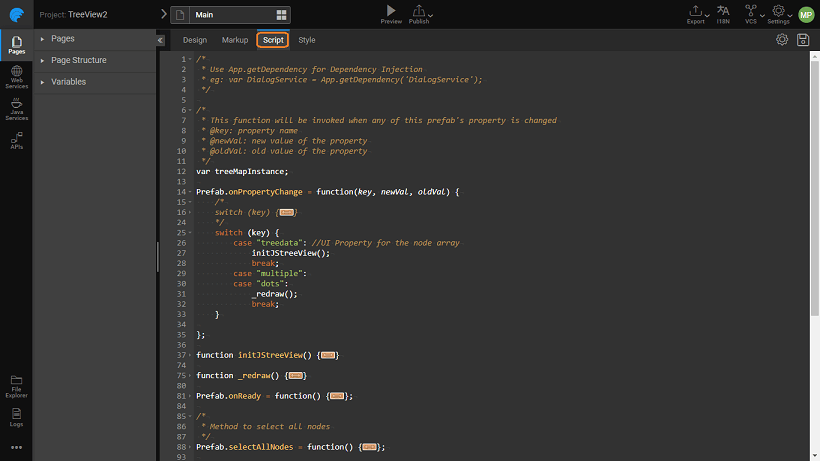 Project: TreeView2
Main
Preview
Publish
Export
I18N
VCS
Settings
MP
Pages
Web
Services
Java
Services
APIs
File
Explorer
Logs
Pages
Page Structure
Variables
Design Markup Script Style
1 /*
2 * Use App.getDependency for Dependency Injection
3 * eg: var DialogService = App.getDependency('DialogService');
4 */
5
6 /*
7 * This function will be invoked when any of this prefab's property is changed
8 * @key: property name
9 * @newVal: new value of the property
10 * @oldVal: old value of the property
11 */
12 var treeMapInstance;
13
14 Prefab.onPropertyChange = function(key, newVal, oldVal) {
15 /*
16 switch (key) {}
24 */
25 switch (key) {
26 case "treedata": //UI Property for the node array
27 initJStreeView();
28 break;
29 case "multiple":
30 case "dots":
31 _redraw();
32 break;
33 }
34
35 };
36
37 function initJStreeView() {}
74
75 function _redraw() {}
80
81 Prefab.onReady = function() {};
84
85 /*
86 * Method to select all nodes
87 */
88 Prefab.selectAllNodes = function() {};
93